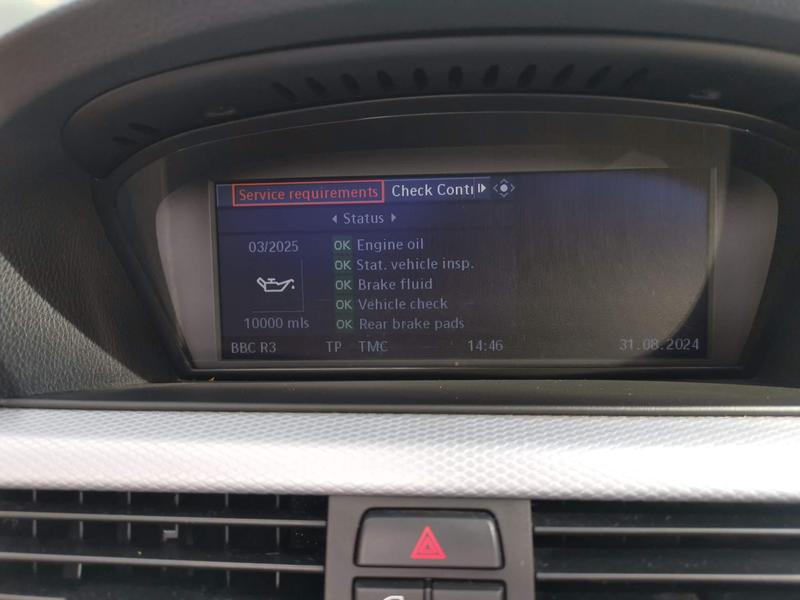 Service requirements Check Contr
Status
03/2025
OK Engine oil
OK Stat. vehicle insp.
OK Brake fluid
OK Vehicle check
10000 mls
OK Rear brake pads
BBC R3 TP TMC 14:46 31.08.2024